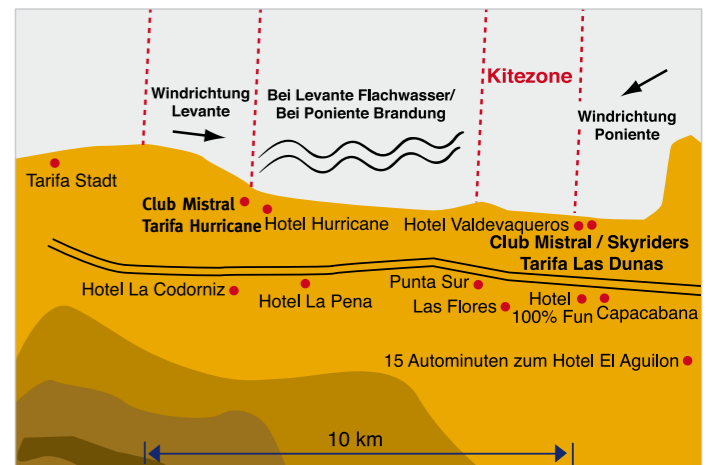 Kitezone
Windrichtung
Levante
Bei Levante Flachwasser/
Bei Poniente Brandung
Windrichtung
Poniente
Tarifa Stadt
Club Mistral
Tarifa Hurricane
Hotel Hurricane
Hotel Valdevaqueros
Club Mistral / Skyriders
Tarifa Las Dunas
Hotel La Codorniz
Hotel La Pena
Punta Sur
Las Flores
Hotel
100% Fun
Capacabana
15 Autominuten zum Hotel El Aguilon
10 km